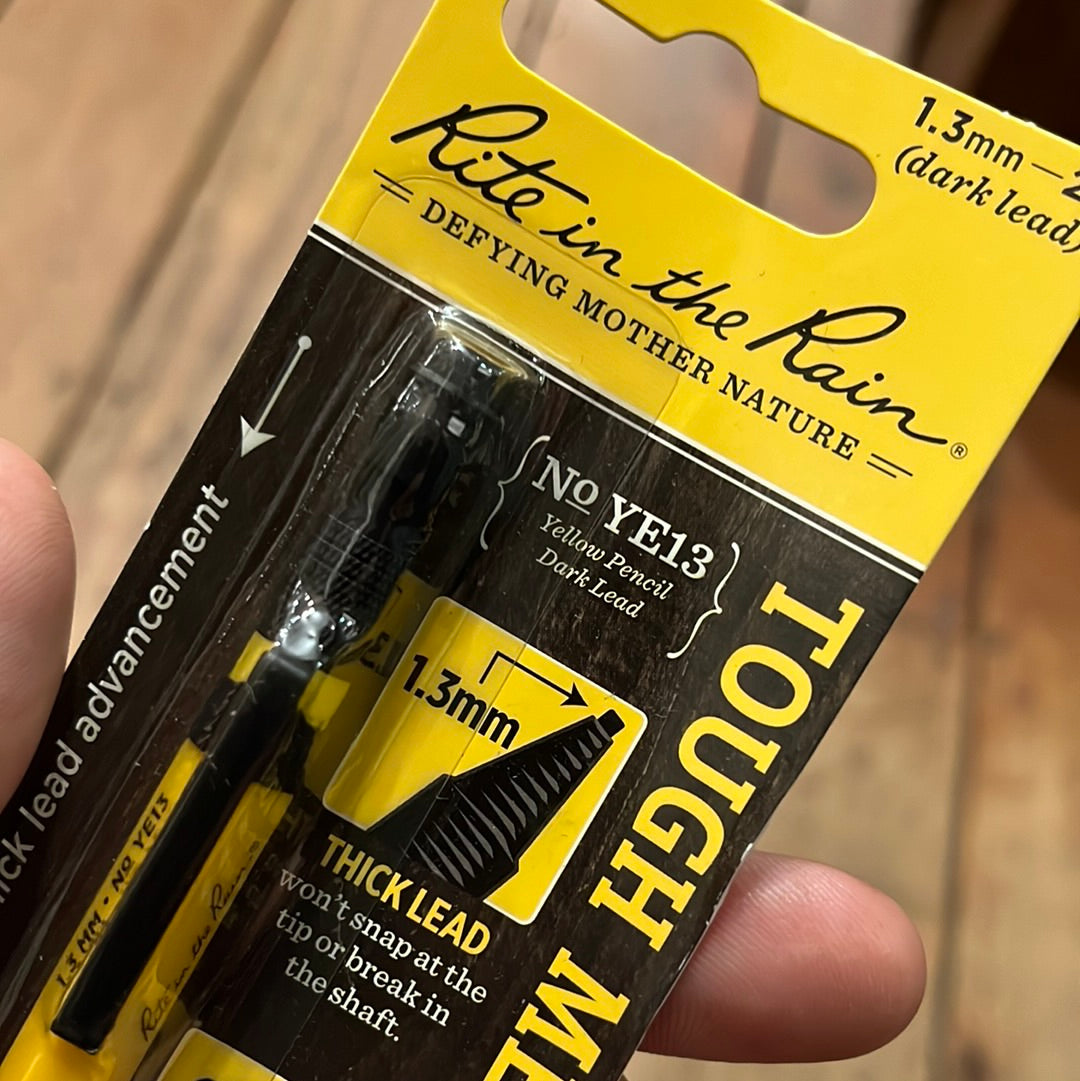 1.3mm—
(dark lead)
Rite in the Rain®
DEFYING MOTHER NATURE
No YE13
Yellow Pencil
Dark Lead
lead advancement
TOUGH
1.3mm
THICK LEAD
won't snap at the
tip or break in
the shaft.
1.3 MM • No YE13
Rite in the Rain®